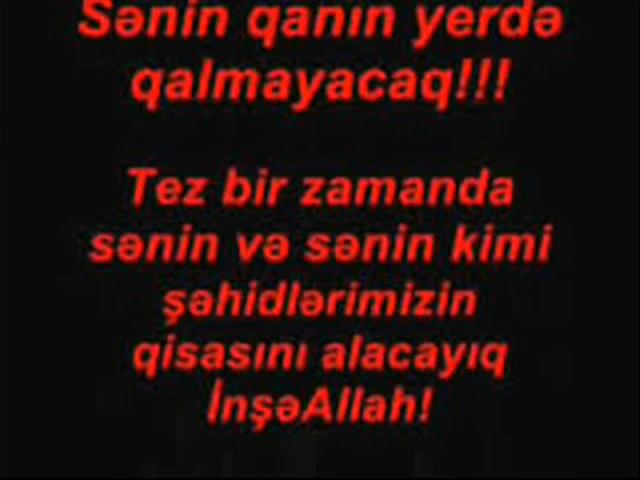 Sənin qanın yerdə
qalmayacaq!!!
Tez bir zamanda
sənin və sənin kimi
şəhidlərimizin
qisasını alacayıq
İnşəAllah!